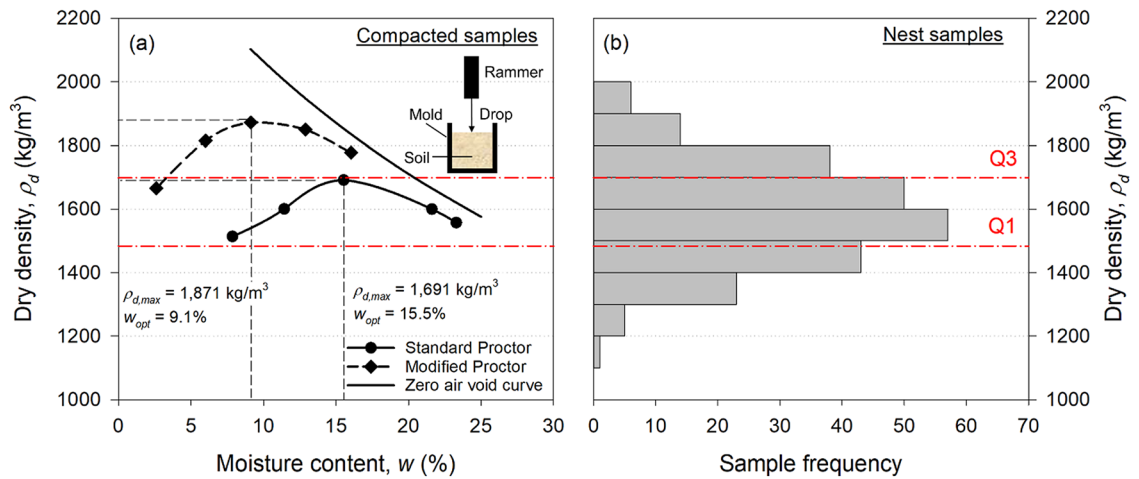 2200
2000
1800
1600
1400
1200
1000
Dry density, ρd (kg/m3)
(a)
Compacted samples
Rammer
Mold
Drop
Soil
ρd,max = 1,871 kg/m3
wopt = 9.1%
ρd,max = 1,691 kg/m3
wopt = 15.5%
Standard Proctor
Modified Proctor
Zero air void curve
0 5 10 15 20 25 30
Moisture content, w (%)
(b)
Nest samples
Q3
Q1
0 10 20 30 40 50 60 70
Sample frequency
2200
2000
1800
1600
1400
1200
1000
Dry density, ρd (kg/m3)